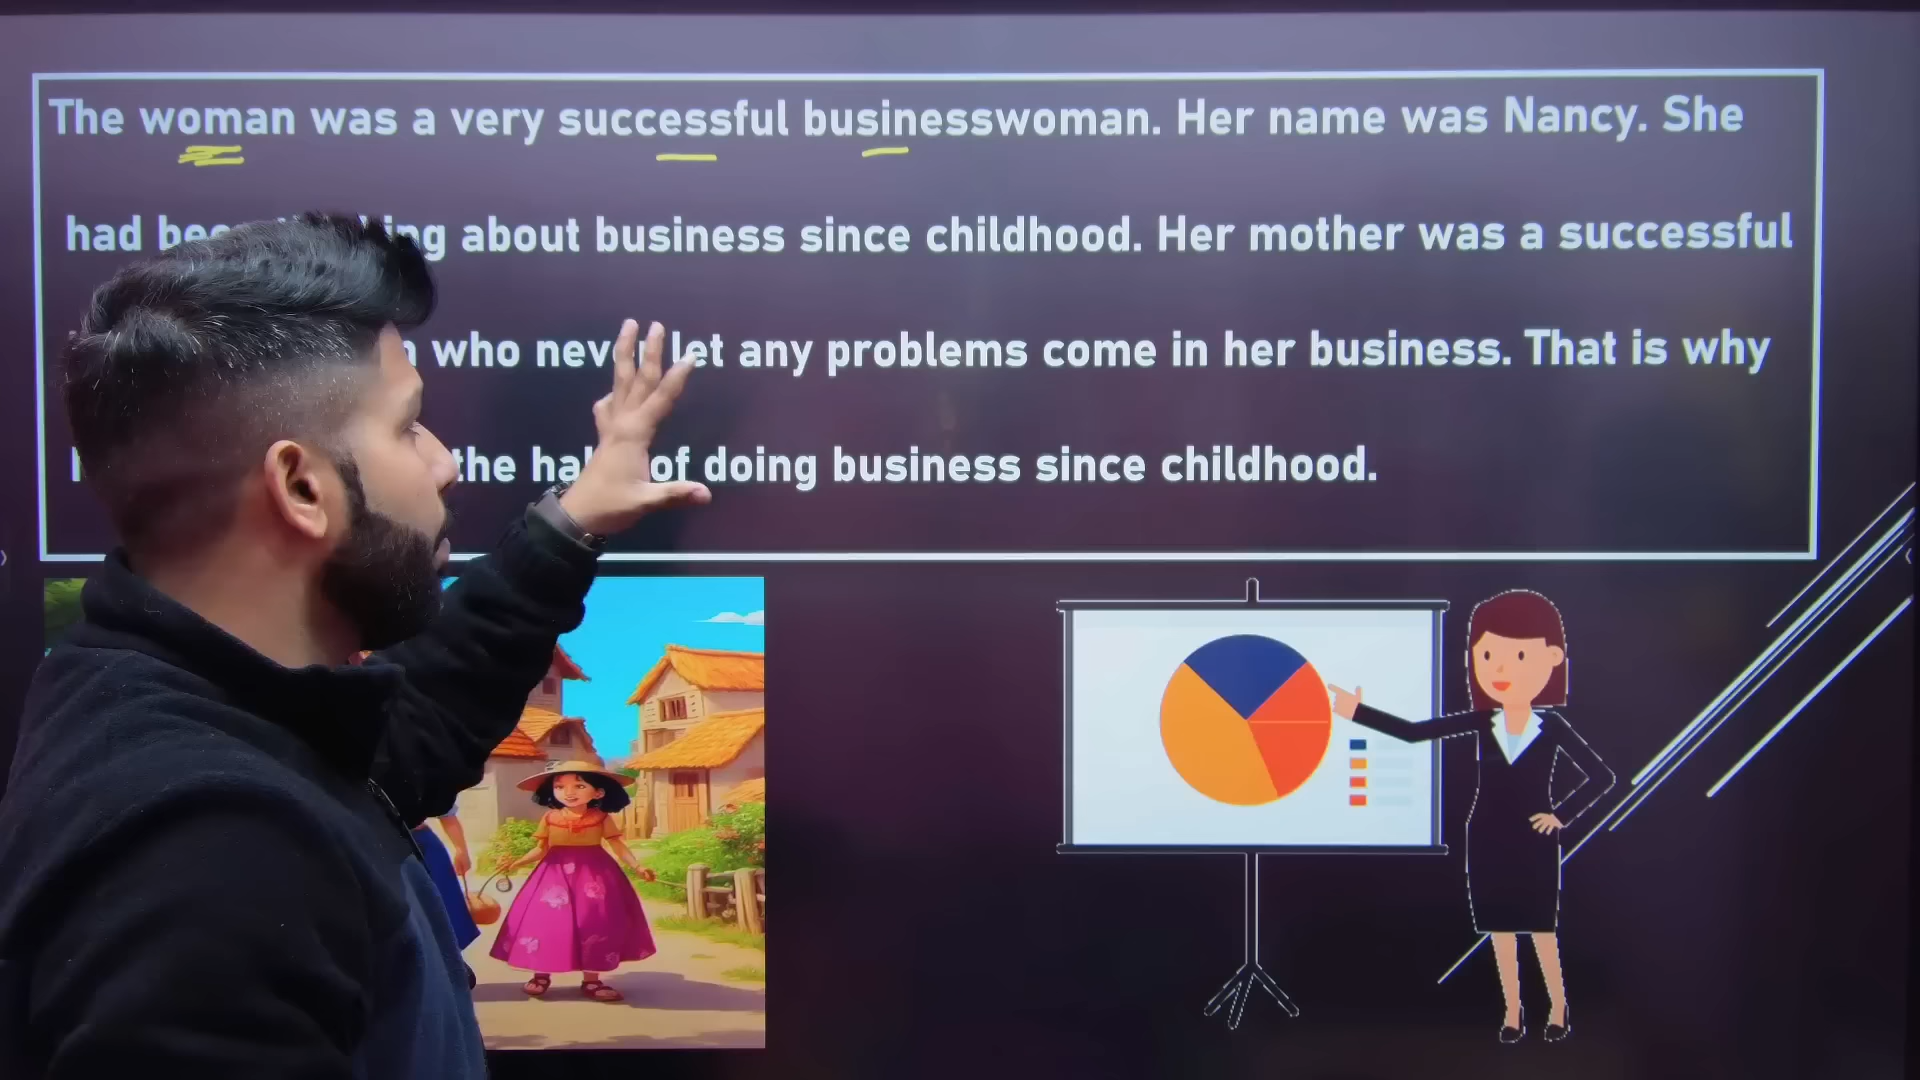 The woman was a very successful businesswoman. Her name was Nancy. She
had about business since childhood. Her mother was a successful
who never let any problems come in her business. That is why
the of doing business since childhood.